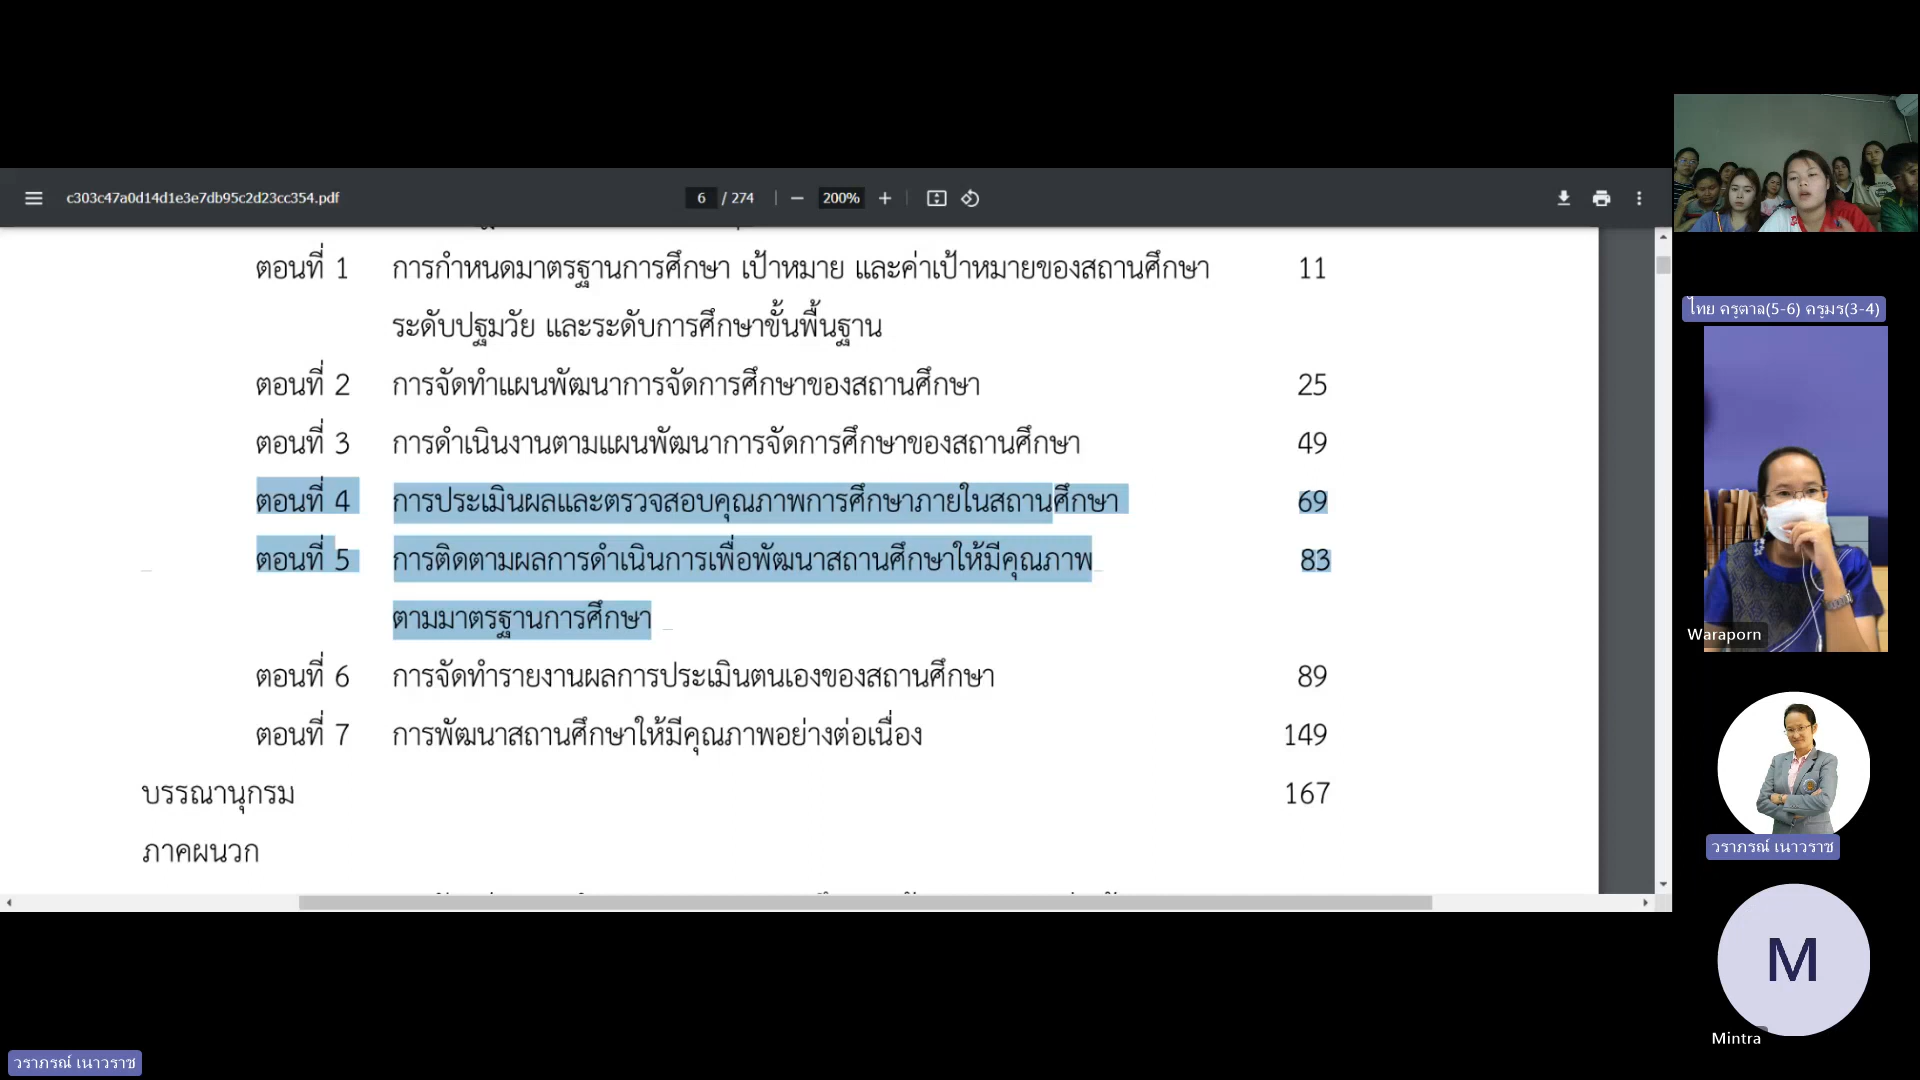 c303c47a0d14d1e3e7db95c2d23cc354.pdf
6 / 274
200%
ตอนที่ 1 การกำหนดมาตรฐานการศึกษา เป้าหมาย และค่าเป้าหมายของสถานศึกษา 11
ระดับปฐมวัย และระดับการศึกษาขั้นพื้นฐาน
ตอนที่ 2 การจัดทำแผนพัฒนาการจัดการศึกษาของสถานศึกษา 25
ตอนที่ 3 การดำเนินงานตามแผนพัฒนาการจัดการศึกษาของสถานศึกษา 49
ตอนที่ 4 การประเมินผลและตรวจสอบคุณภาพการศึกษาภายในสถานศึกษา 69
ตอนที่ 5 การติดตามผลการดำเนินการเพื่อพัฒนาสถานศึกษาให้มีคุณภาพ 83
ตามมาตรฐานการศึกษา
ตอนที่ 6 การจัดทำรายงานผลการประเมินตนเองของสถานศึกษา 89
ตอนที่ 7 การพัฒนาสถานศึกษาให้มีคุณภาพอย่างต่อเนื่อง 149
บรรณานุกรม 167
ภาคผนวก
ไทย ครูตาล(5-6) ครูมร(3-4)
Waraporn
วราภรณ์ เนาวราช
M
Mintra
วราภรณ์ เนาวราช